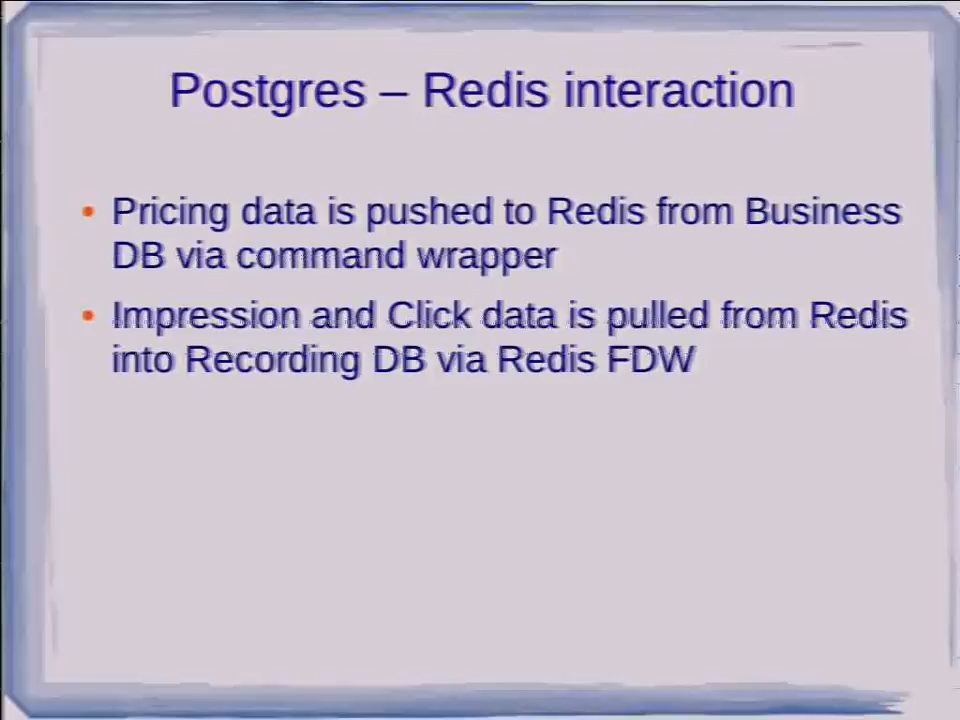 Postgres – Redis interaction
• Pricing data is pushed to Redis from Business
DB via command wrapper
• Impression and Click data is pulled from Redis
into Recording DB via Redis FDW